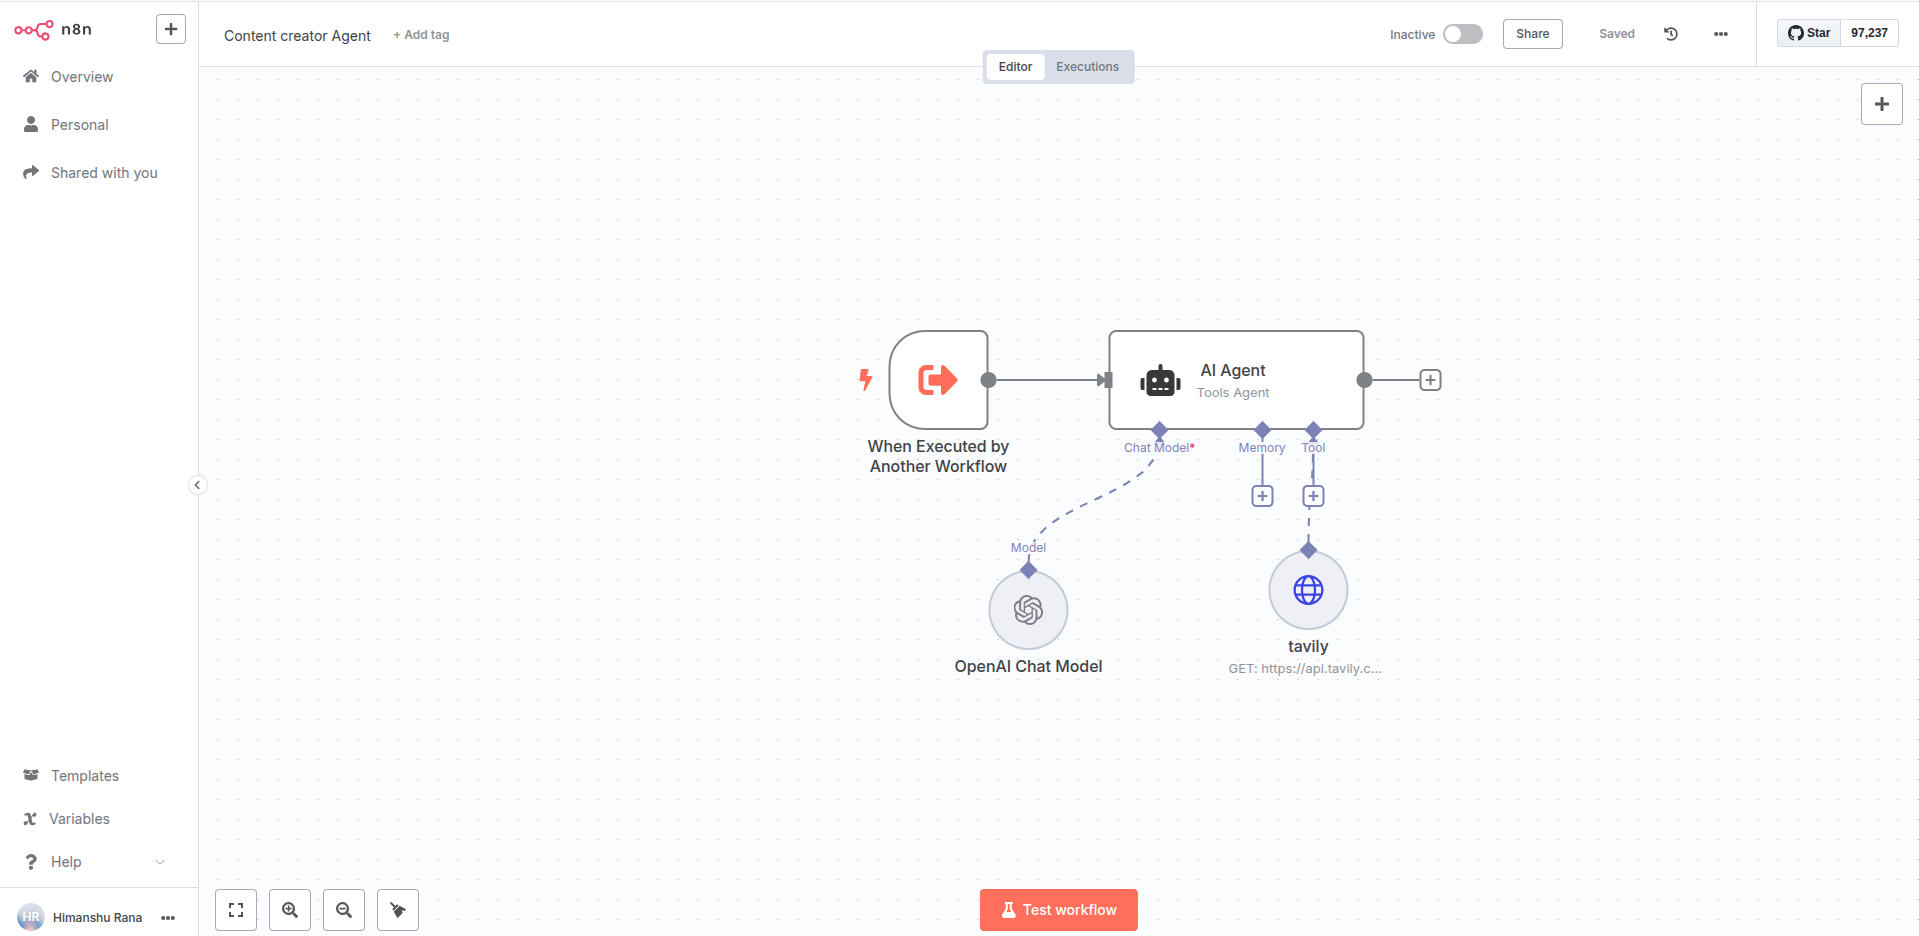 n8n
Content creator Agent
+ Add tag
Inactive
Share
Saved
Star
97,237
Editor
Executions
Overview
Personal
Shared with you
AI Agent
Tools Agent
When Executed by
Another Workflow
Chat Model*
Memory
Tool
Model
OpenAI Chat Model
tavily
GET: https://api.tavily.c...
Templates
Variables
Help
HR
Himanshu Rana
Test workflow